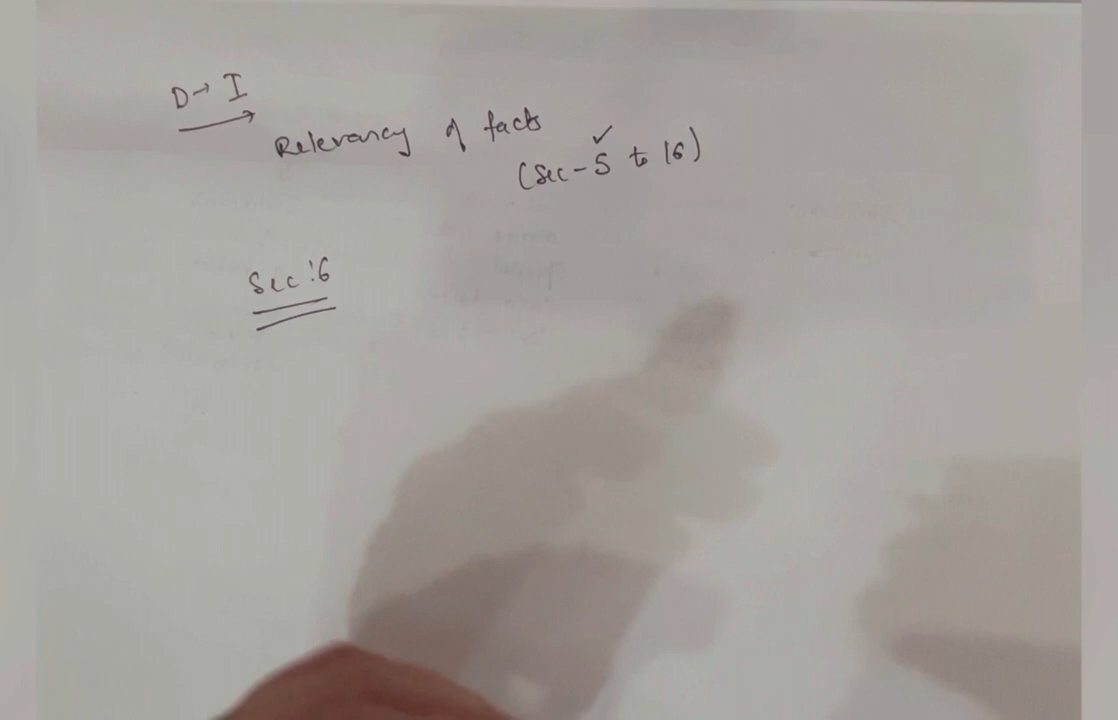 D → I
Relevancy of facts
(Sec - 5 to 16)
Sec : 6